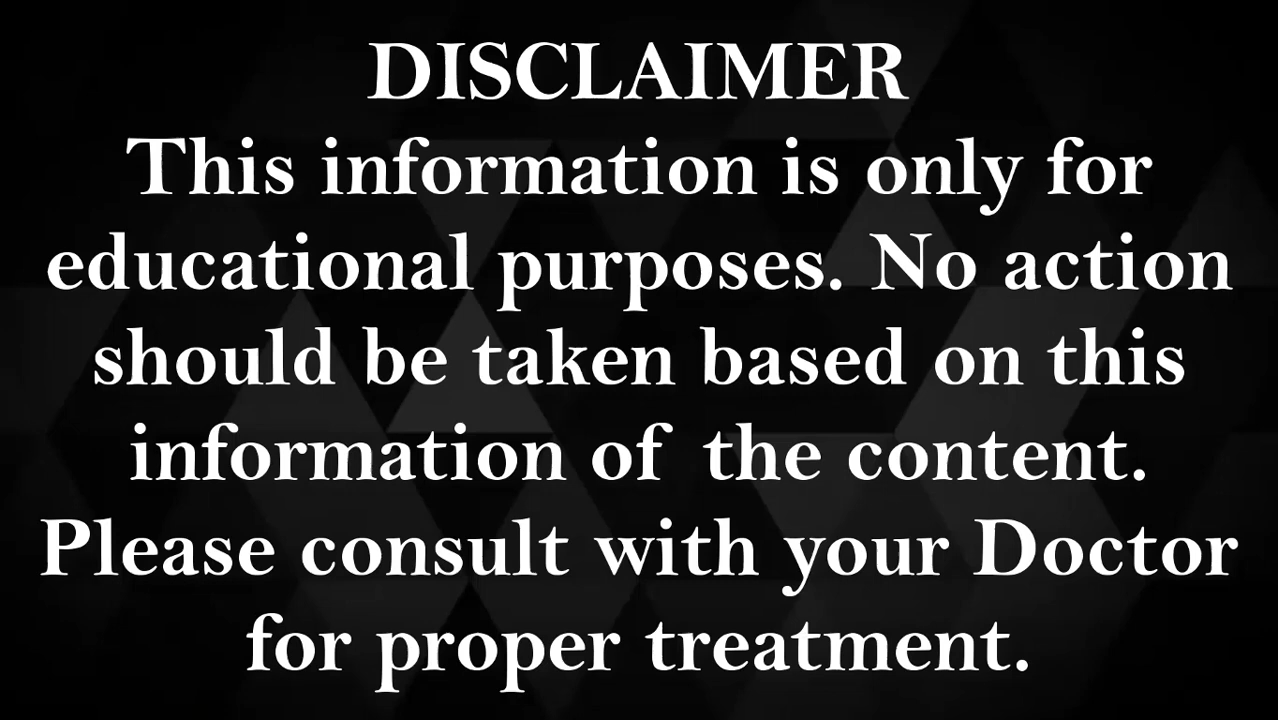 DISCLAIMER
This information is only for
educational purposes. No action
should be taken based on this
information of the content.
Please consult with your Doctor
for proper treatment.